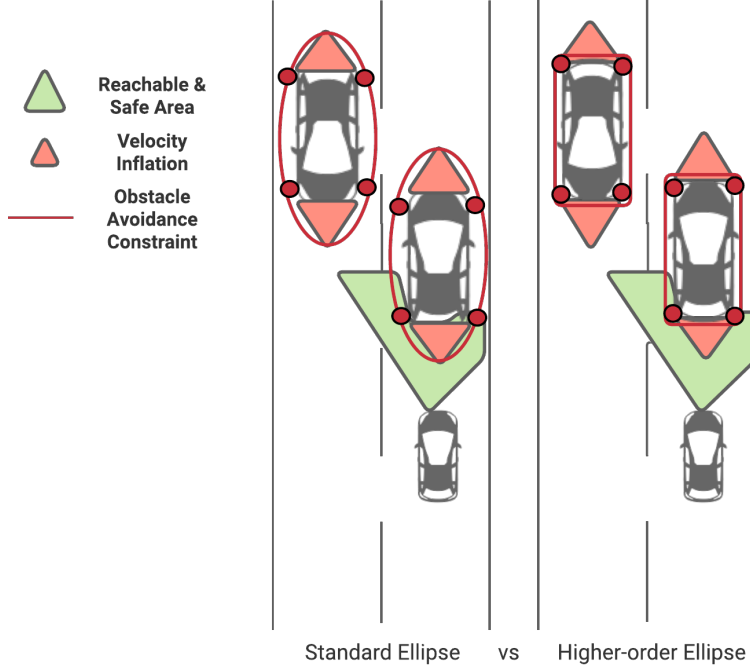 Reachable &
Safe Area
Velocity
Inflation
Obstacle
Avoidance
Constraint
Standard Ellipse vs Higher-order Ellipse